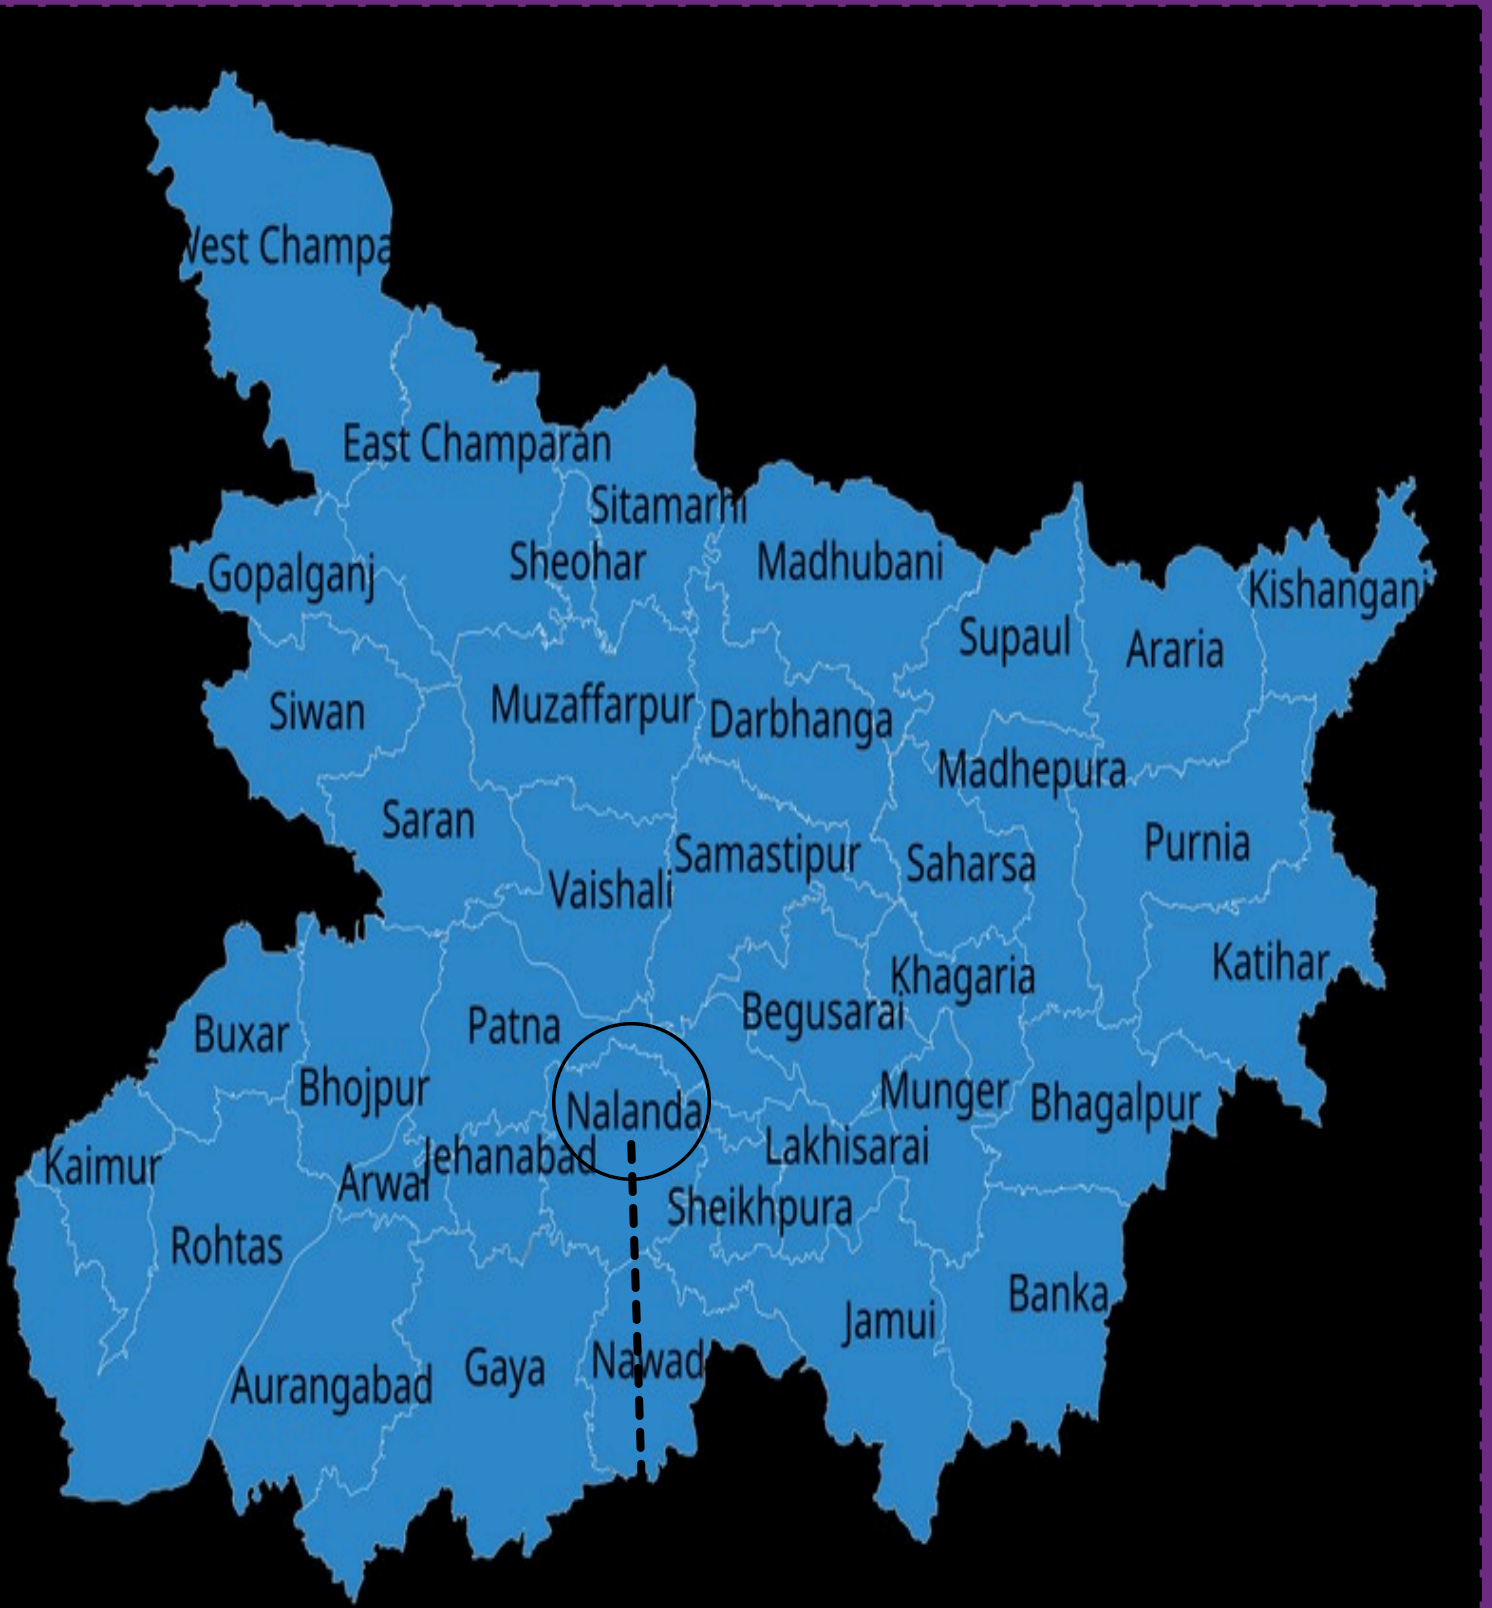 West Champa
East Champaran
Sitamarhi
Sheohar
Madhubani
Gopalganj
Kishanganj
Supaul
Araria
Siwan
Muzaffarpur
Darbhanga
Madhepura
Saran
Samastipur
Purnia
Saharsa
Vaishali
Katihar
Khagaria
Begusarai
Patna
Buxar
Bhojpur
Munger
Bhagalpur
Nalanda
Lakhisarai
Jehanabad
Kaimur
Arwal
Sheikhpura
Rohtas
Banka
Jamui
Nawad
Gaya
Aurangabad